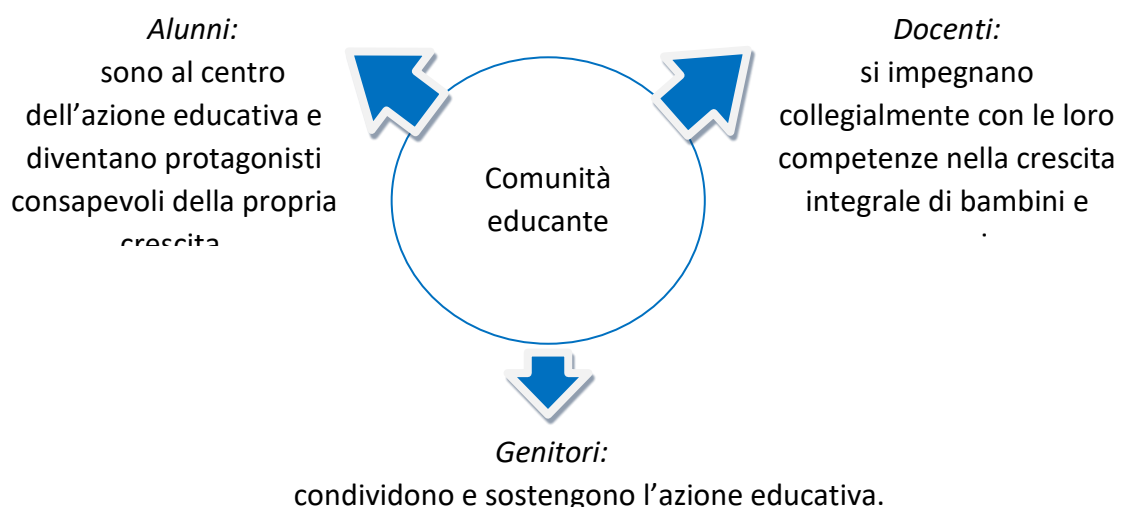 Alunni:
sono al centro
dell’azione educativa e
diventano protagonisti
consapevoli della propria
crescita
Docenti:
si impegnano
collegialmente con le loro
competenze nella crescita
integrale di bambini e
Comunità
educante
Genitori:
condividono e sostengono l’azione educativa.